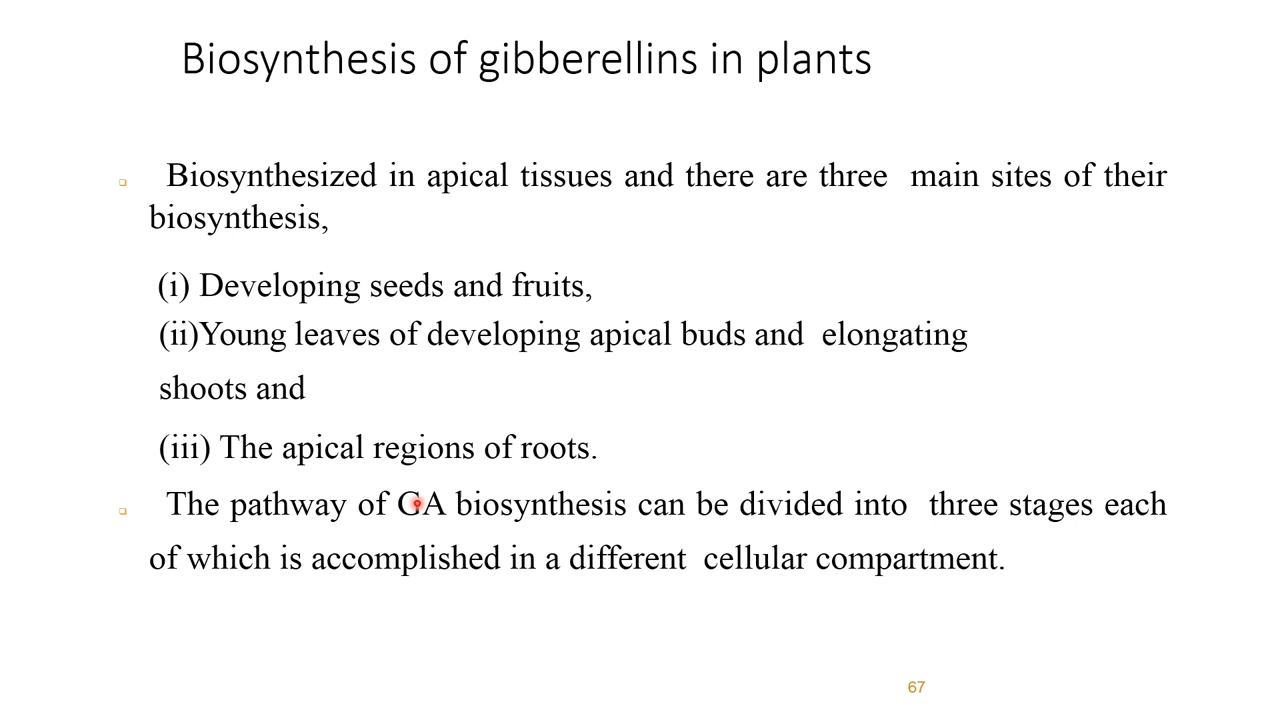 Biosynthesis of gibberellins in plants
Biosynthesized in apical tissues and there are three main sites of their
biosynthesis,
(i) Developing seeds and fruits,
(ii)Young leaves of developing apical buds and elongating
shoots and
(iii) The apical regions of roots.
The pathway of GA biosynthesis can be divided into three stages each
of which is accomplished in a different cellular compartment.
67